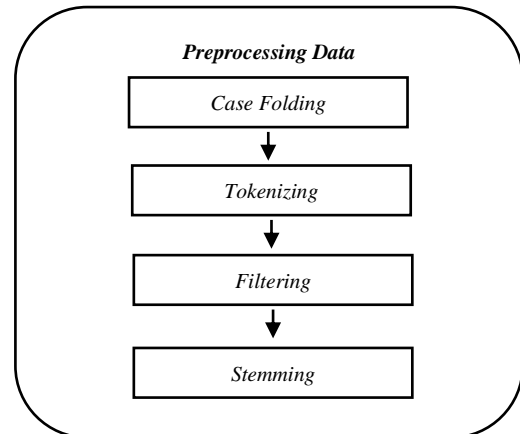 Preprocessing Data
Case Folding
Tokenizing
Filtering
Stemming